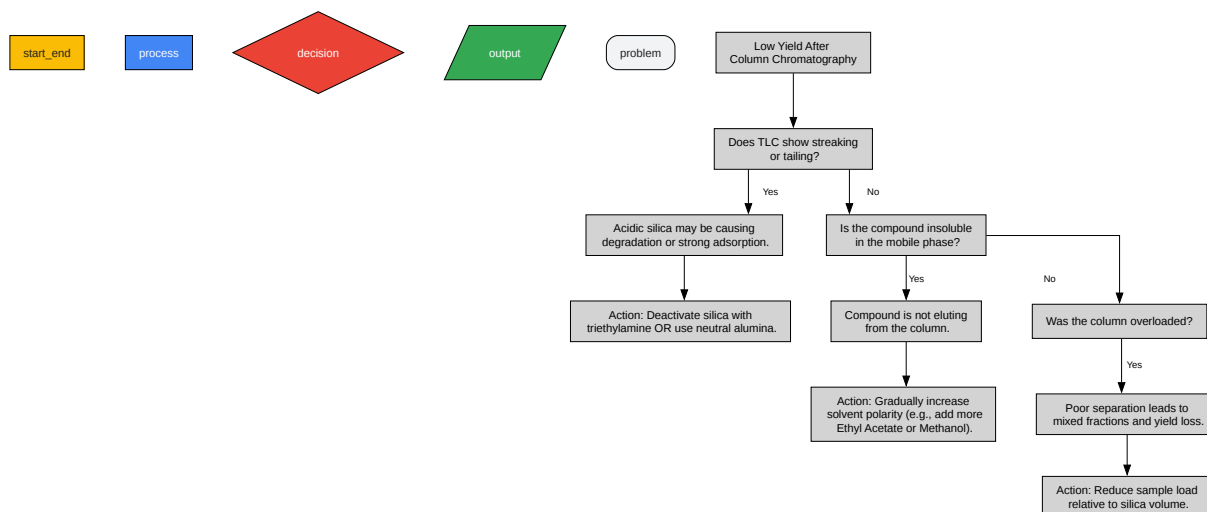 start_end
process
decision
output
problem
Low Yield After
Column Chromatography
Does TLC show streaking
or tailing?
Yes
No
Acidic silica may be causing
degradation or strong adsorption.
Is the compound insoluble
in the mobile phase?
Yes
No
Action: Deactivate silica with
triethylamine OR use neutral alumina.
Compound is not eluting
from the column.
Was the column overloaded?
Yes
Action: Gradually increase
solvent polarity (e.g., add more
Ethyl Acetate or Methanol).
Poor separation leads to
mixed fractions and yield loss.
Action: Reduce sample load
relative to silica volume.